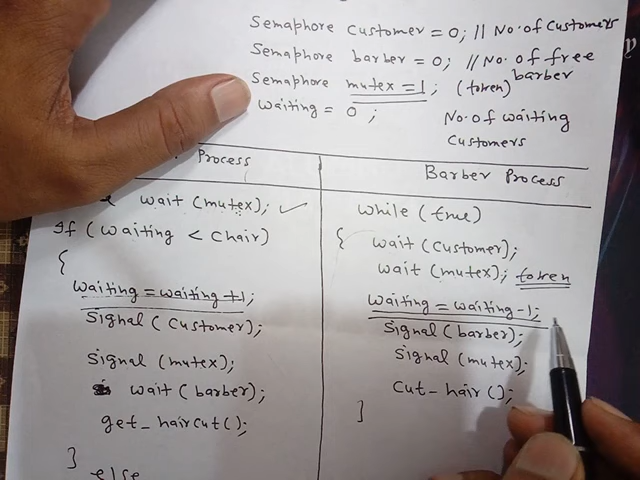 Semaphore customer = 0; // No. of customers
Semaphore barber = 0; // No. of free barber
Semaphore mutex = 1; (token)
Waiting = 0; No. of waiting customers
Process
wait (mutex);
If (Waiting < Chair)
{
Waiting = waiting +1;
Signal (Customer);
Signal (mutex);
wait (barber);
get_haircut();
}
else
Barber Process
While (true)
{ wait (Customer);
wait (mutex); token
Waiting = waiting -1;
Signal (barber);
Signal (mutex);
Cut_hair ();
}